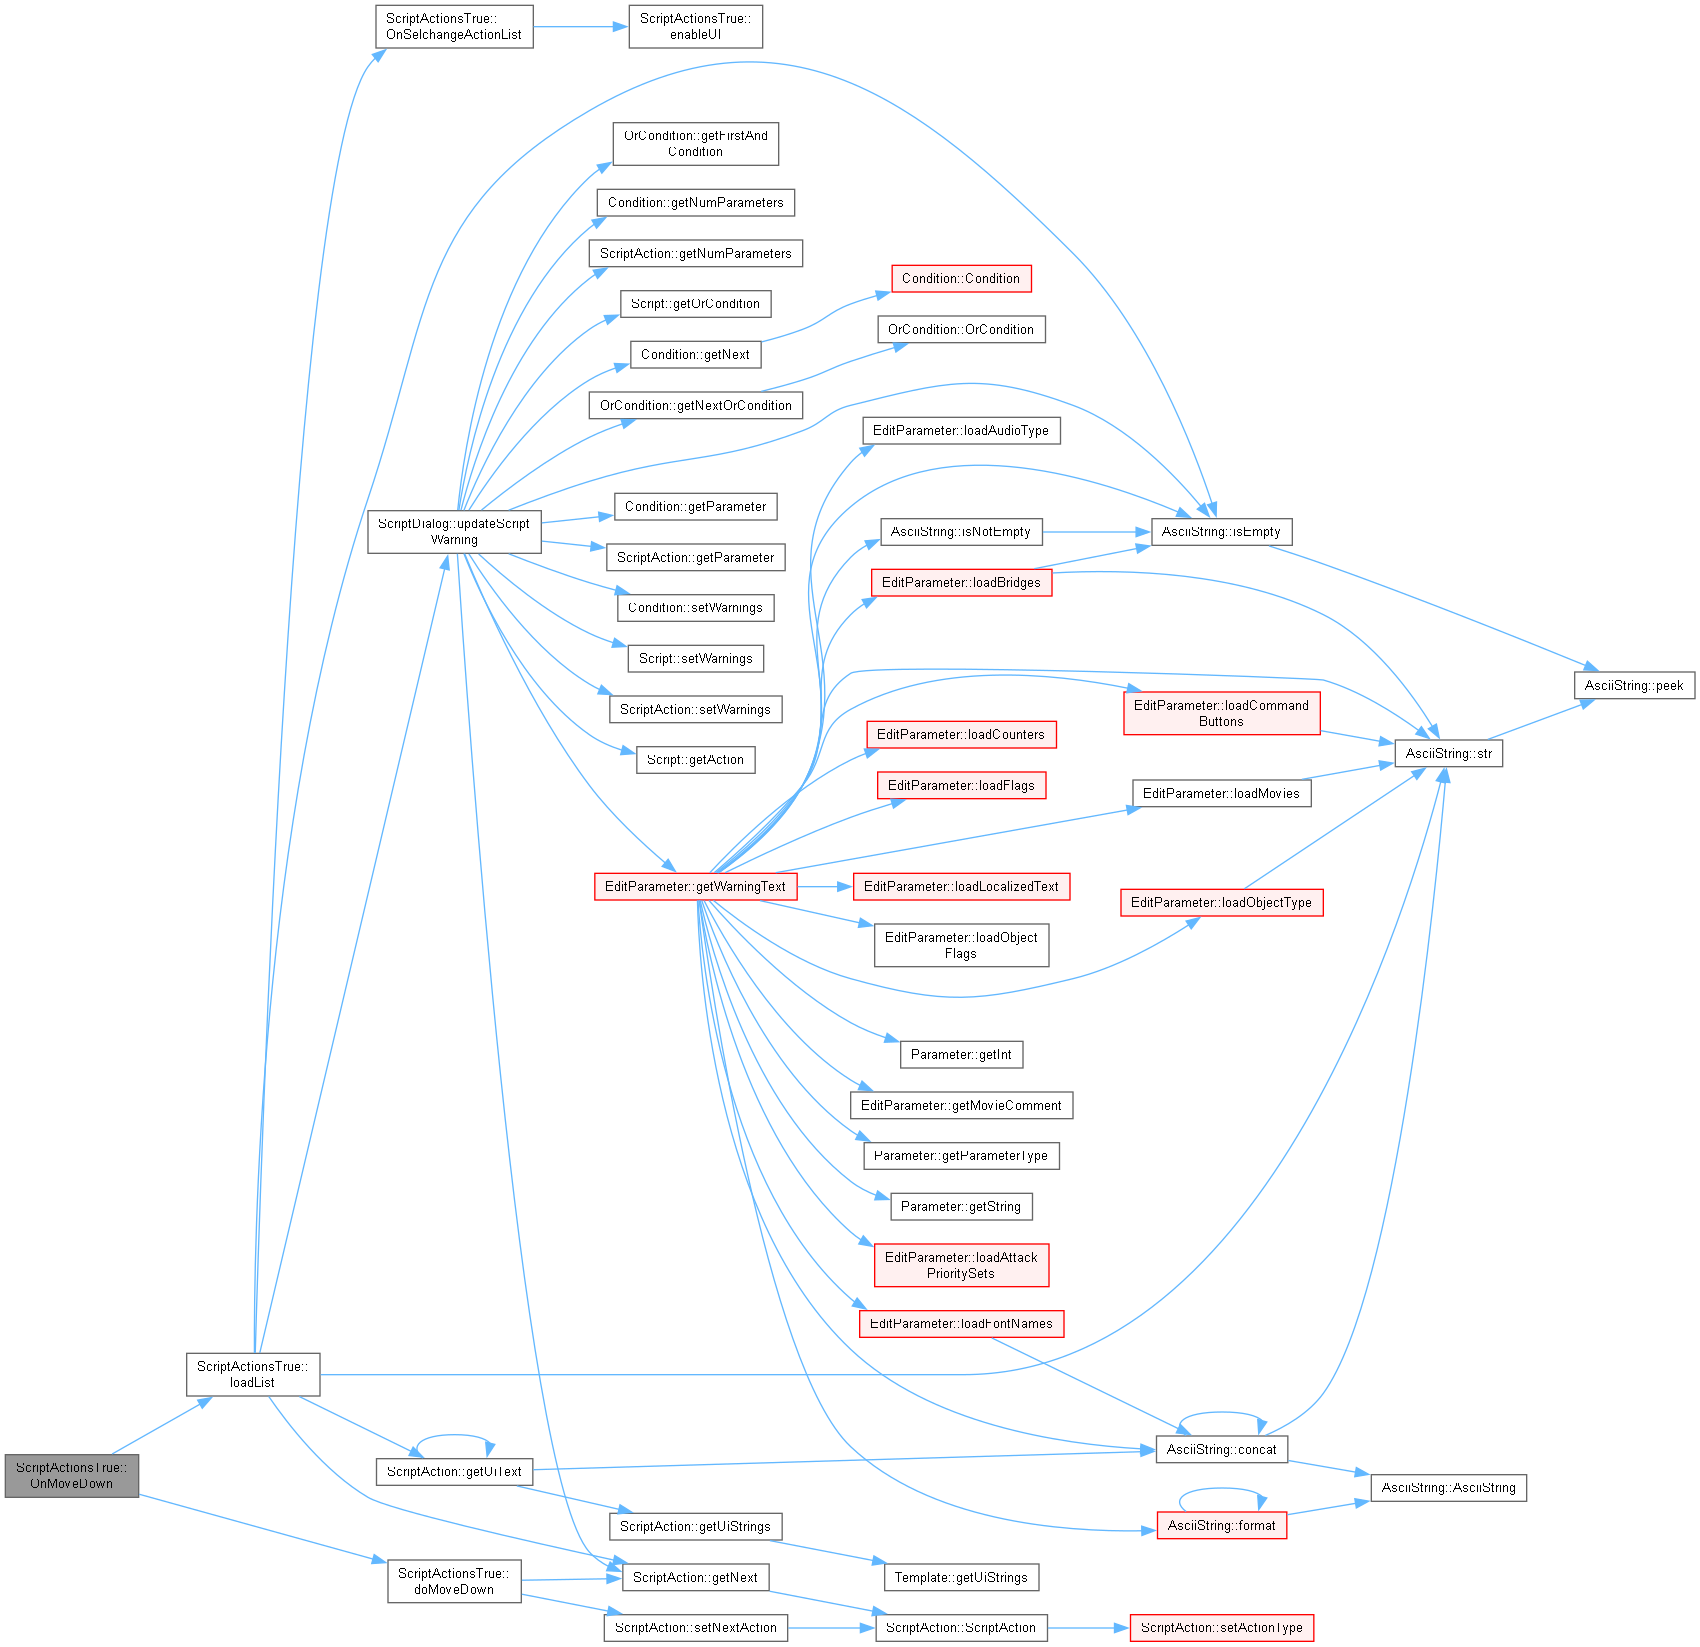 ScriptActionsTrue::
OnSelchangeActionList
ScriptActionsTrue::
enableUI
OrCondition::getFirstAnd
Condition
Condition::getNumParameters
ScriptAction::getNumParameters
Condition::Condition
Script::getOrCondition
OrCondition::OrCondition
Condition::getNext
OrCondition::getNextOrCondition
EditParameter::loadAudioType
Condition::getParameter
ScriptDialog::updateScript
Warning
AsciiString::isNotEmpty
AsciiString::isEmpty
ScriptAction::getParameter
EditParameter::loadBridges
Condition::setWarnings
Script::setWarnings
AsciiString::peek
ScriptAction::setWarnings
EditParameter::loadCommand
Buttons
EditParameter::loadCounters
Script::getAction
AsciiString::str
EditParameter::loadFlags
EditParameter::loadMovies
EditParameter::getWarningText
EditParameter::loadLocalizedText
EditParameter::loadObjectType
EditParameter::loadObject
Flags
Parameter::getInt
EditParameter::getMovieComment
Parameter::getParameterType
Parameter::getString
EditParameter::loadAttack
PrioritySets
EditParameter::loadFontNames
ScriptActionsTrue::
loadList
AsciiString::concat
ScriptActionsTrue::
OnMoveDown
ScriptAction::getUiText
AsciiString::AsciiString
ScriptAction::getUiStrings
AsciiString::format
ScriptActionsTrue::
doMoveDown
ScriptAction::getNext
Template::getUiStrings
ScriptAction::setNextAction
ScriptAction::ScriptAction
ScriptAction::setActionType